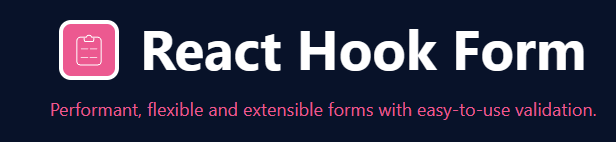 React Hook Form
Performant, flexible and extensible forms with easy-to-use validation.